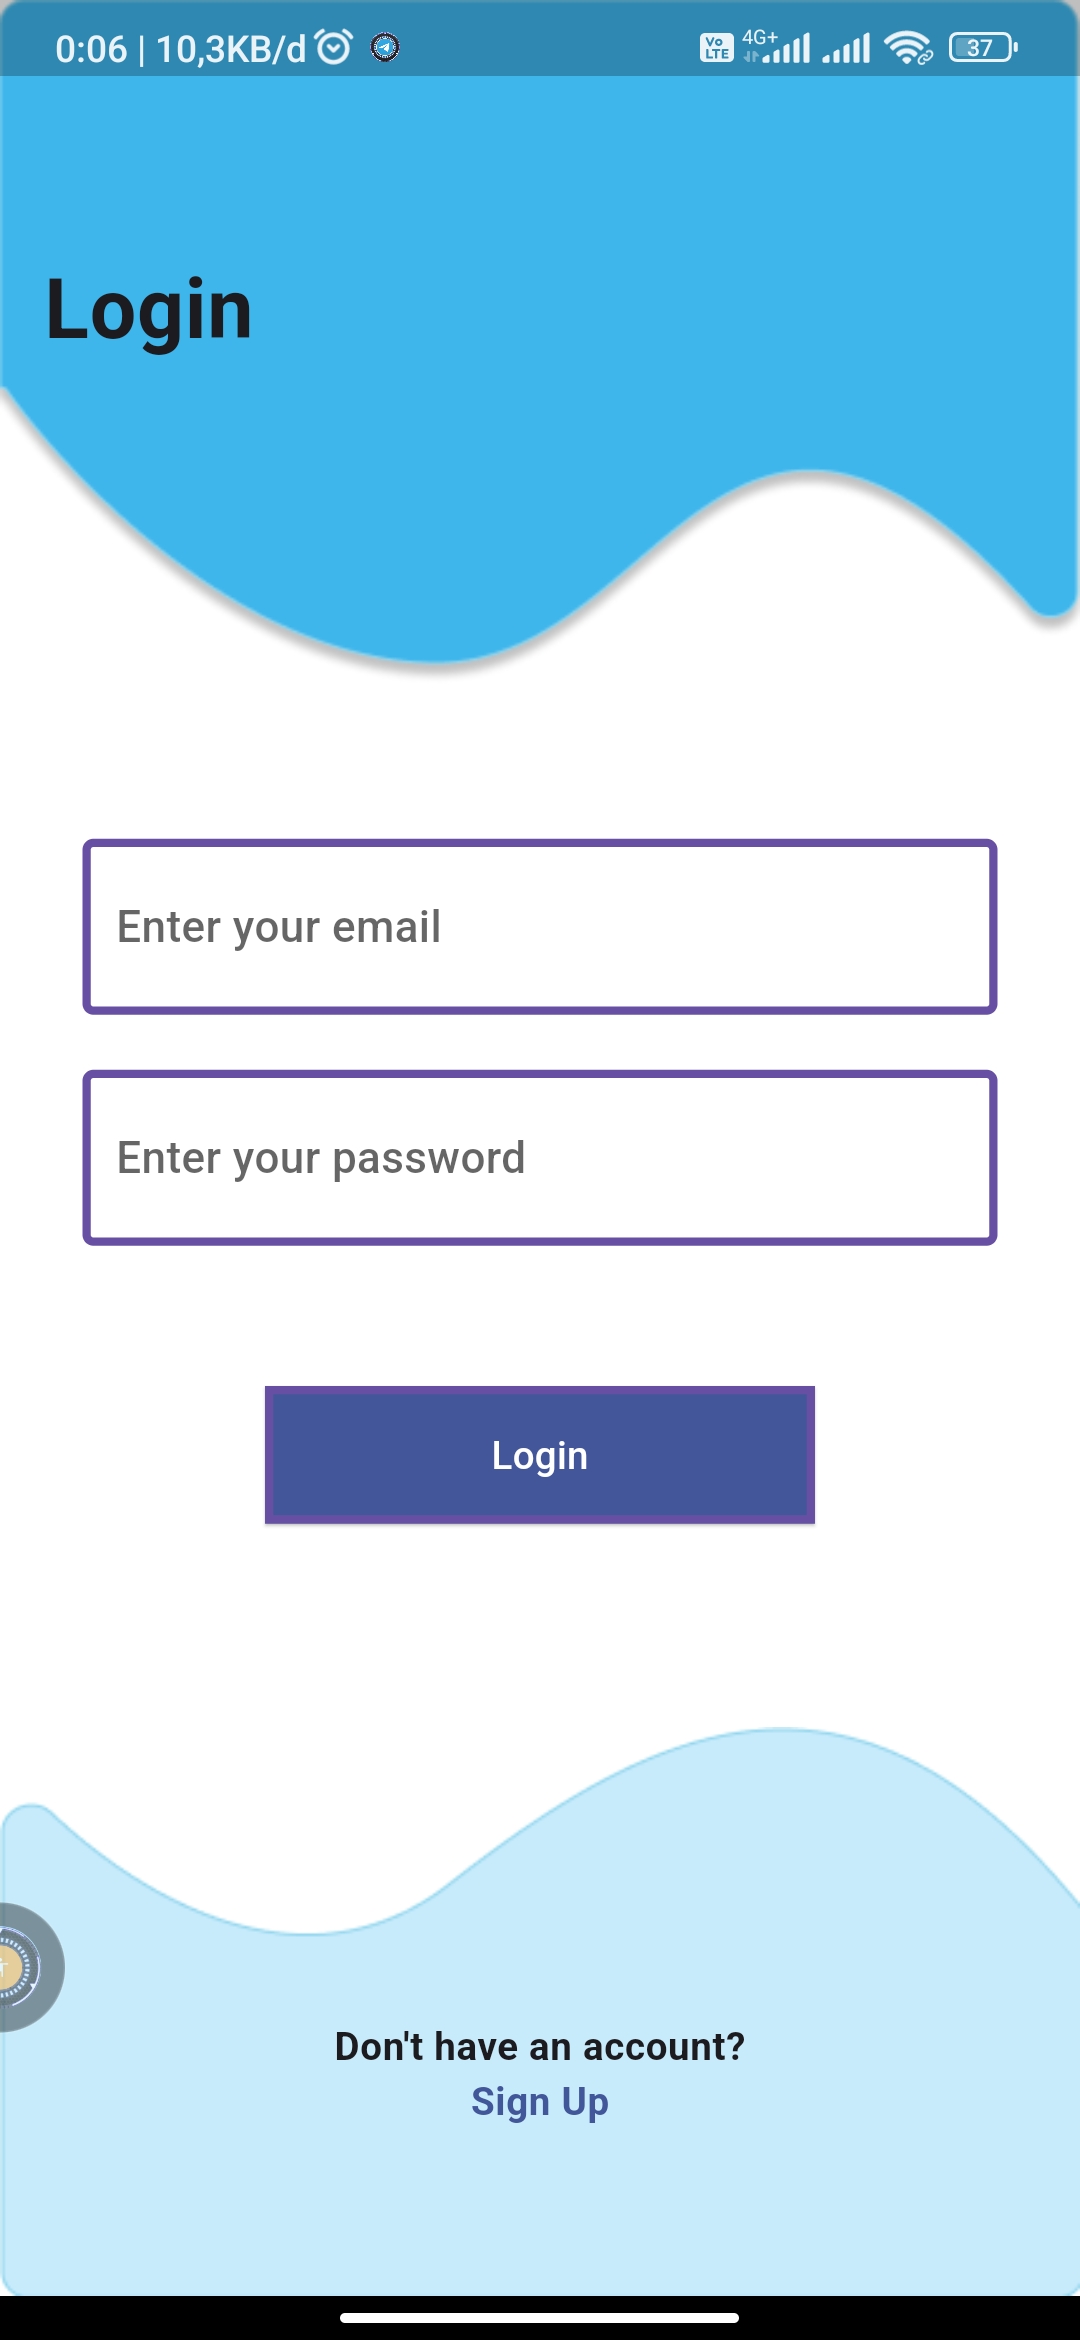 0:06 | 10,3KB/d
Vo LTE 4G+ 37
Login
Enter your email
Enter your password
Login
Don't have an account?
Sign Up